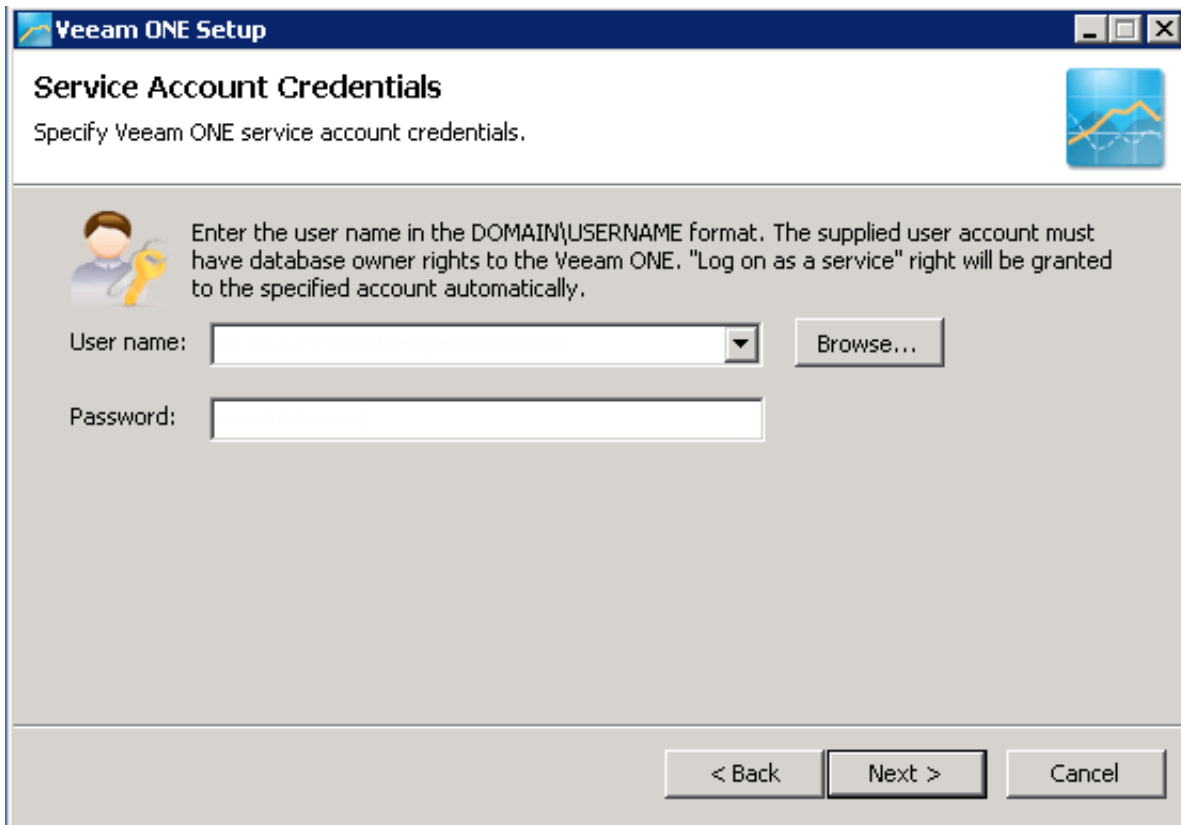 Veeam ONE Setup
Service Account Credentials
Specify Veeam ONE service account credentials.
Enter the user name in the DOMAIN\USERNAME format. The supplied user account must
have database owner rights to the Veeam ONE. "Log on as a service" right will be granted
to the specified account automatically.
User name:
Browse...
Password:
< Back
Next >
Cancel